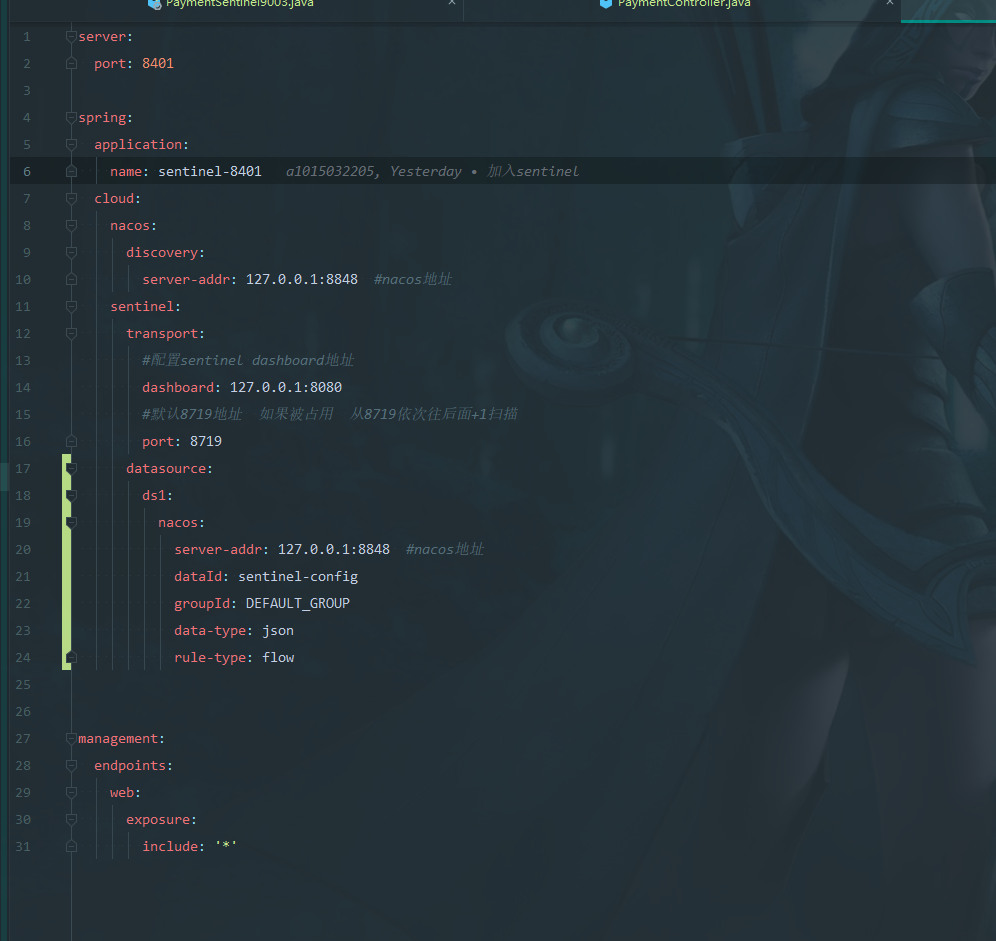 PaymentSentinel9003.java
PaymentController.java
1 server:
2 port: 8401
3
4 spring:
5 application:
6 name: sentinel-8401 a1015032205, Yesterday • 加入sentinel
7 cloud:
8 nacos:
9 discovery:
10 server-addr: 127.0.0.1:8848 #nacos地址
11 sentinel:
12 transport:
13 #配置sentinel dashboard地址
14 dashboard: 127.0.0.1:8080
15 #默认8719地址 如果被占用 从8719依次往后面+1扫描
16 port: 8719
17 datasource:
18 ds1:
19 nacos:
20 server-addr: 127.0.0.1:8848 #nacos地址
21 dataId: sentinel-config
22 groupId: DEFAULT_GROUP
23 data-type: json
24 rule-type: flow
25
26
27 management:
28 endpoints:
29 web:
30 exposure:
31 include: '*'